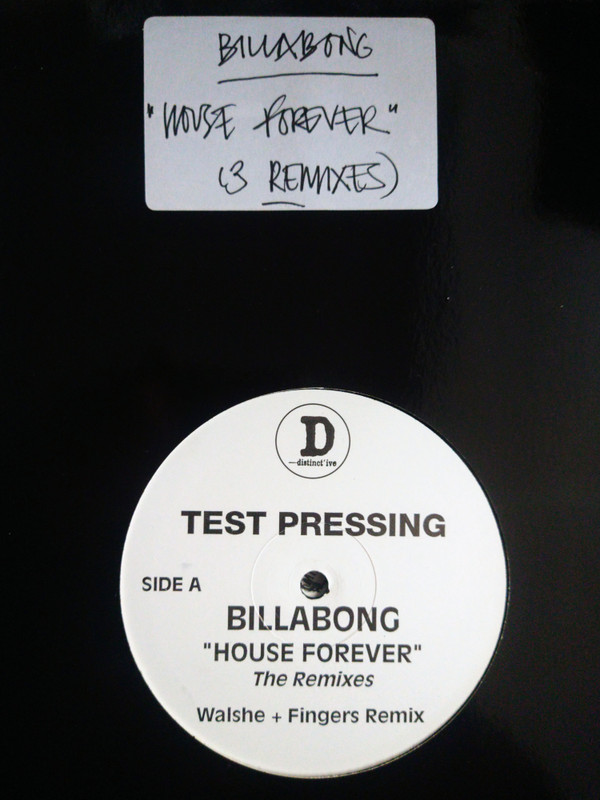 BILLABONG
"HOUSE FOREVER"
(3 REMIXES)
D
distinct'ive
TEST PRESSING
SIDE A
BILLABONG
"HOUSE FOREVER"
The Remixes
Walshe + Fingers Remix